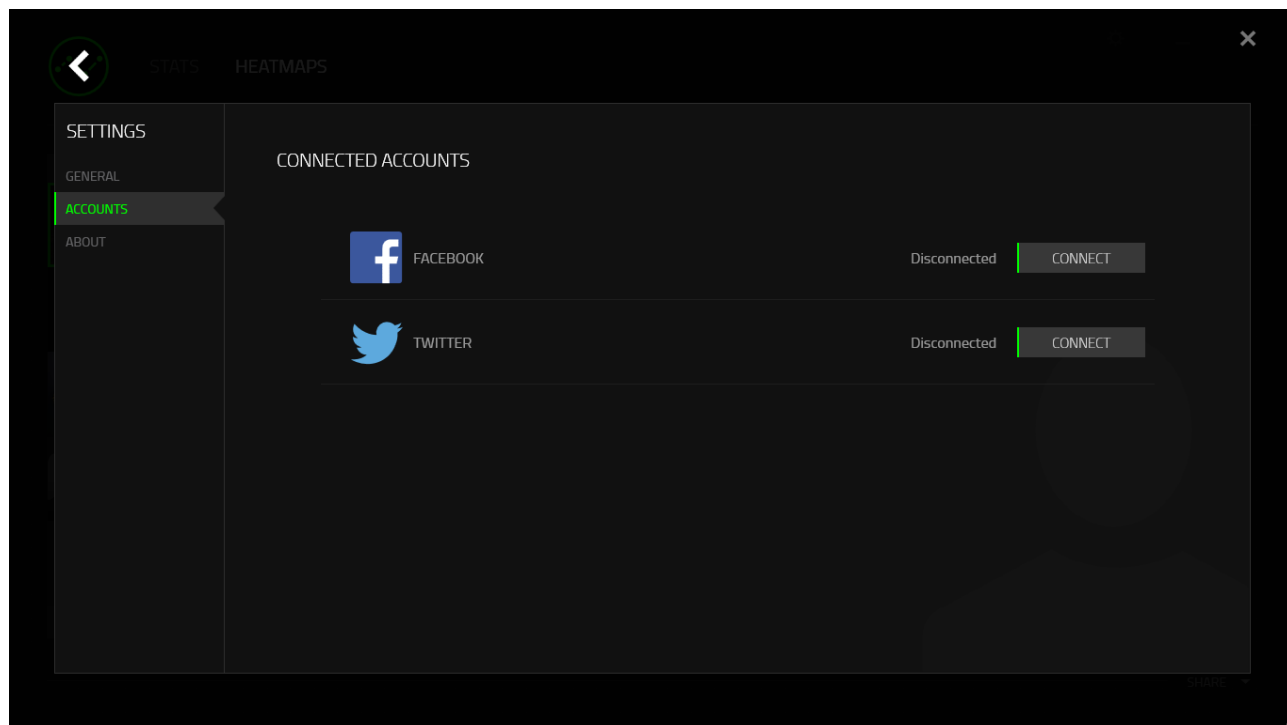 STATS HEATMAPS
SETTINGS
GENERAL
ACCOUNTS
ABOUT
CONNECTED ACCOUNTS
FACEBOOK Disconnected CONNECT
TWITTER Disconnected CONNECT
SHARE